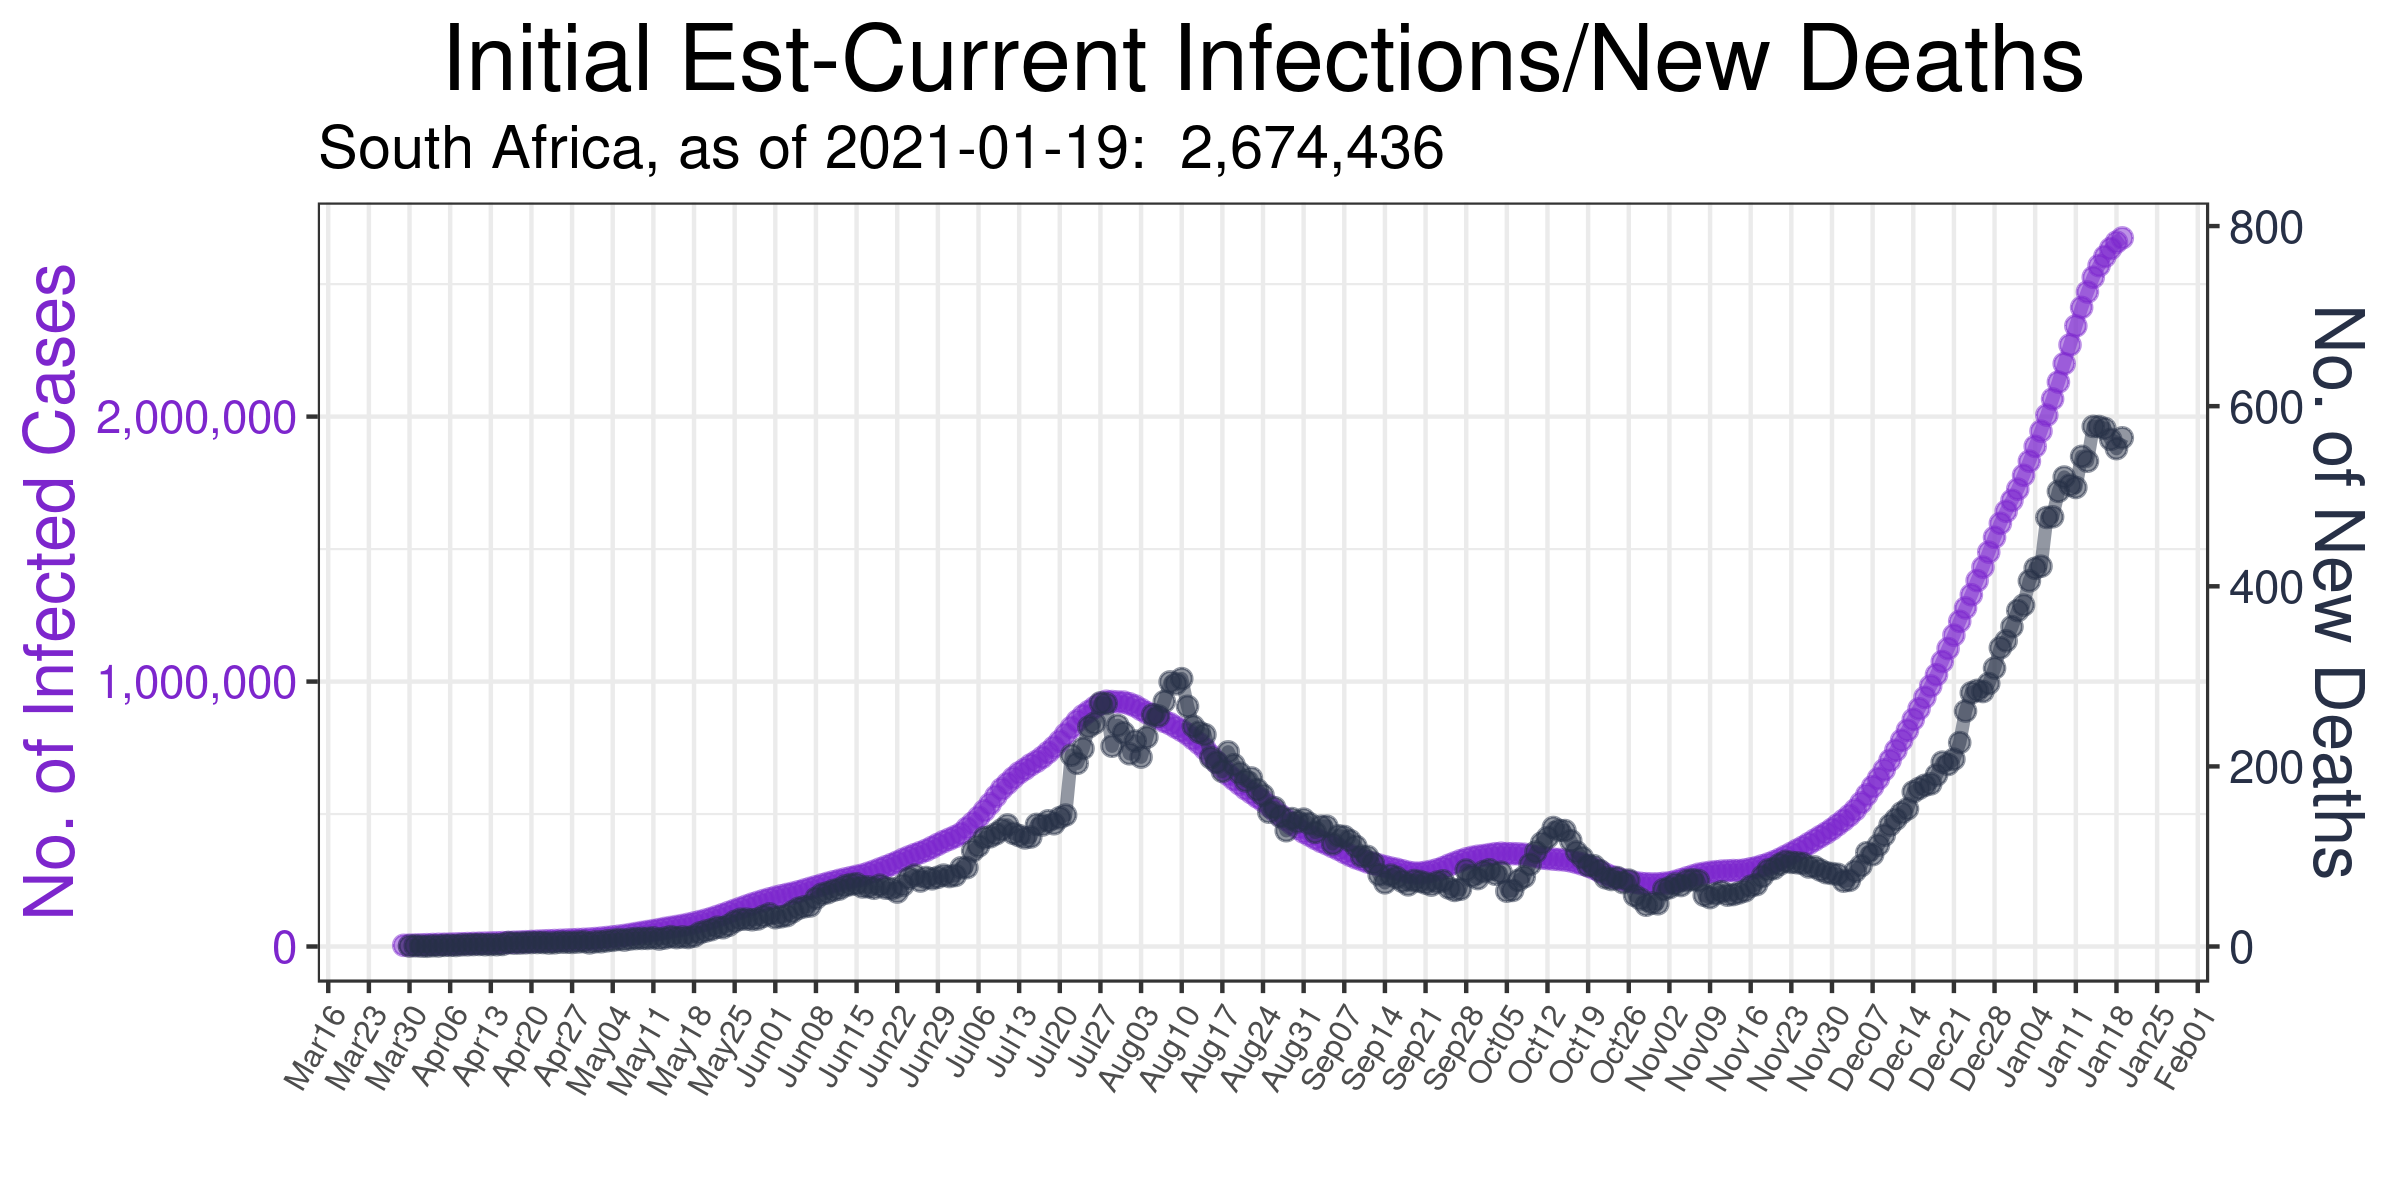 Initial Est-Current Infections/New Deaths
South Africa, as of 2021-01-19:  2,674,436
No. of Infected Cases
2,000,000
1,000,000
0
800
600
400
200
0
No. of New Deaths
Mar16
Mar23
Mar30
Apr06
Apr13
Apr20
Apr27
May04
May11
May18
May25
Jun01
Jun08
Jun15
Jun22
Jun29
Jul06
Jul13
Jul20
Jul27
Aug03
Aug10
Aug17
Aug24
Aug31
Sep07
Sep14
Sep21
Sep28
Oct05
Oct12
Oct19
Oct26
Nov02
Nov09
Nov16
Nov23
Nov30
Dec07
Dec14
Dec21
Dec28
Jan04
Jan11
Jan18
Jan25
Feb01